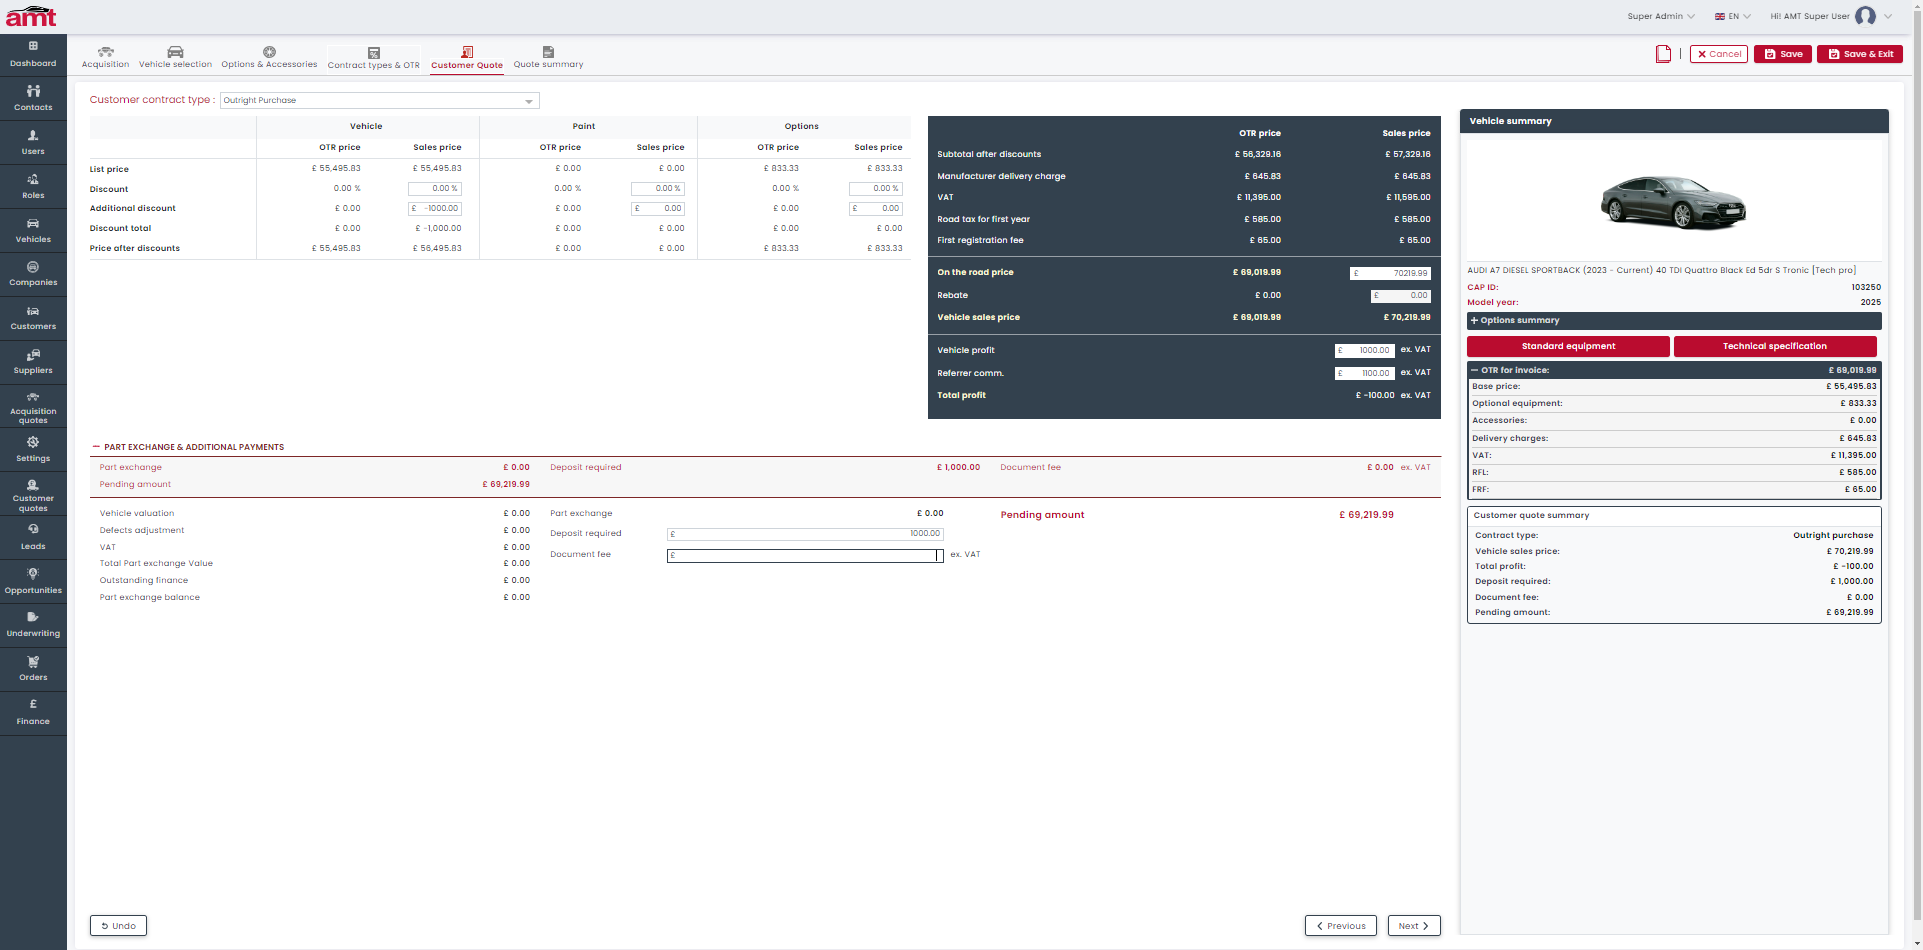 amt
Super Admin
EN
Hi! AMT Super User
Dashboard
Contacts
Users
Roles
Vehicles
Companies
Customers
Suppliers
Acquisition
quotes
Settings
Customer
quotes
Leads
Opportunities
Underwriting
Orders
Finance
Acquisition
Vehicle selection
Options & Accessories
Contract types & OTR
Customer Quote
Quote summary
Cancel
Save
Save & Exit
Customer contract type : Outright Purchase
Vehicle Paint Options
OTR price Sales price OTR price Sales price OTR price Sales price
List price £ 55,495.83 £ 55,495.83 £ 0.00 £ 0.00 £ 833.33 £ 833.33
Discount 0.00 % 0.00 % 0.00 % 0.00 % 0.00 % 0.00 %
Additional discount £ 0.00 £ -1000.00 £ 0.00 £ 0.00 £ 0.00 £ 0.00
Discount total £ 0.00 £ -1,000.00 £ 0.00 £ 0.00 £ 0.00 £ 0.00
Price after discounts £ 55,495.83 £ 56,495.83 £ 0.00 £ 0.00 £ 833.33 £ 833.33
OTR price Sales price
Subtotal after discounts £ 56,329.16 £ 57,329.16
Manufacturer delivery charge £ 645.83 £ 645.83
VAT £ 11,395.00 £ 11,595.00
Road tax for first year £ 585.00 £ 585.00
First registration fee £ 65.00 £ 65.00
On the road price £ 69,019.99 £ 70219.99
Rebate £ 0.00 £ 0.00
Vehicle sales price £ 69,019.99 £ 70,219.99
Vehicle profit £ 1000.00 ex. VAT
Referrer comm. £ 1100.00 ex. VAT
Total profit £ -100.00 ex. VAT
PART EXCHANGE & ADDITIONAL PAYMENTS
Part exchange £ 0.00 Deposit required £ 1,000.00 Document fee £ 0.00 ex. VAT
Pending amount £ 69,219.99
Vehicle valuation £ 0.00
Defects adjustment £ 0.00
VAT £ 0.00
Total Part exchange Value £ 0.00
Outstanding finance £ 0.00
Part exchange balance £ 0.00
Part exchange £ 0.00
Deposit required £ 1000.00
Document fee £ ex. VAT
Pending amount £ 69,219.99
Undo
Previous
Next
Vehicle summary
AUDI A7 DIESEL SPORTBACK (2023 - Current) 40 TDI Quattro Black Ed 5dr S Tronic [Tech pro]
CAP ID: 103250
Model year: 2025
Options summary
Standard equipment
Technical specification
OTR for invoice: £ 69,019.99
Base price: £ 55,495.83
Optional equipment: £ 833.33
Accessories: £ 0.00
Delivery charges: £ 645.83
VAT: £ 11,395.00
RFL: £ 585.00
FRF: £ 65.00
Customer quote summary
Contract type: Outright purchase
Vehicle sales price: £ 70,219.99
Total profit: £ -100.00
Deposit required: £ 1,000.00
Document fee: £ 0.00
Pending amount: £ 69,219.99